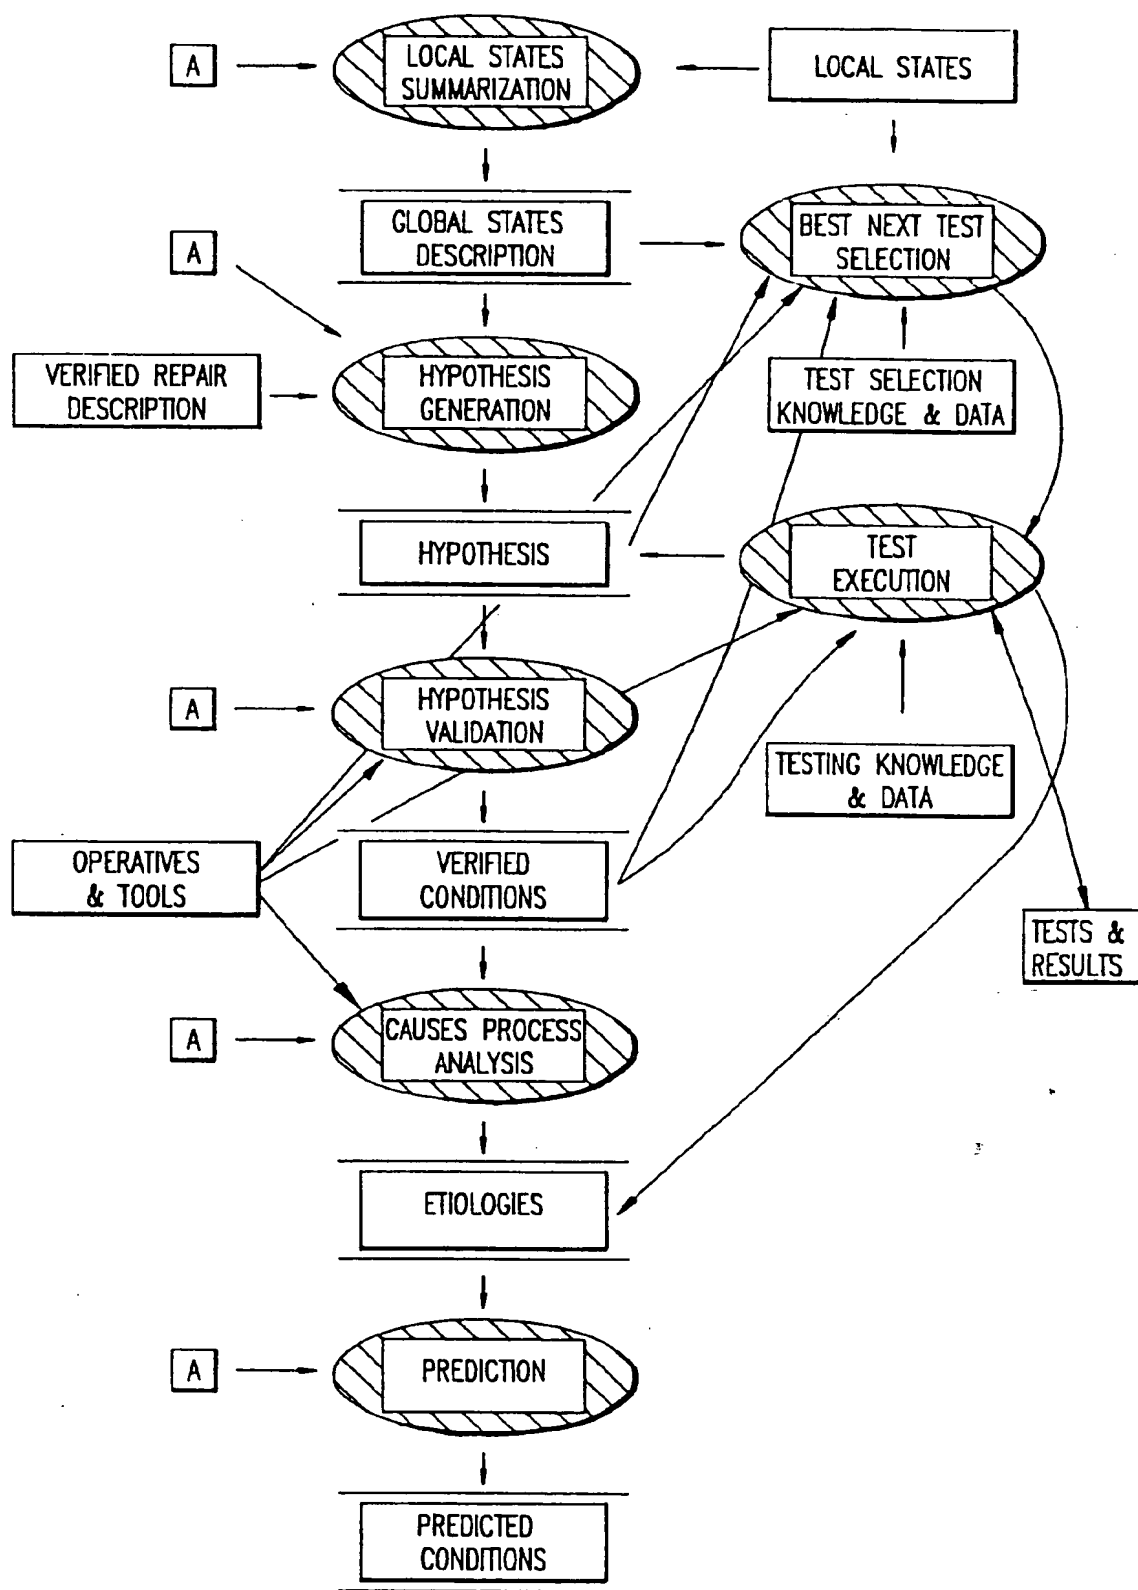 A
LOCAL STATES
SUMMARIZATION
LOCAL STATES
A
GLOBAL STATES
DESCRIPTION
BEST NEXT TEST
SELECTION
VERIFIED REPAIR
DESCRIPTION
HYPOTHESIS
GENERATION
TEST SELECTION
KNOWLEDGE & DATA
HYPOTHESIS
TEST
EXECUTION
A
HYPOTHESIS
VALIDATION
TESTING KNOWLEDGE
& DATA
OPERATIVES
& TOOLS
VERIFIED
CONDITIONS
TESTS &
RESULTS
A
CAUSES PROCESS
ANALYSIS
ETIOLOGIES
A
PREDICTION
PREDICTED
CONDITIONS